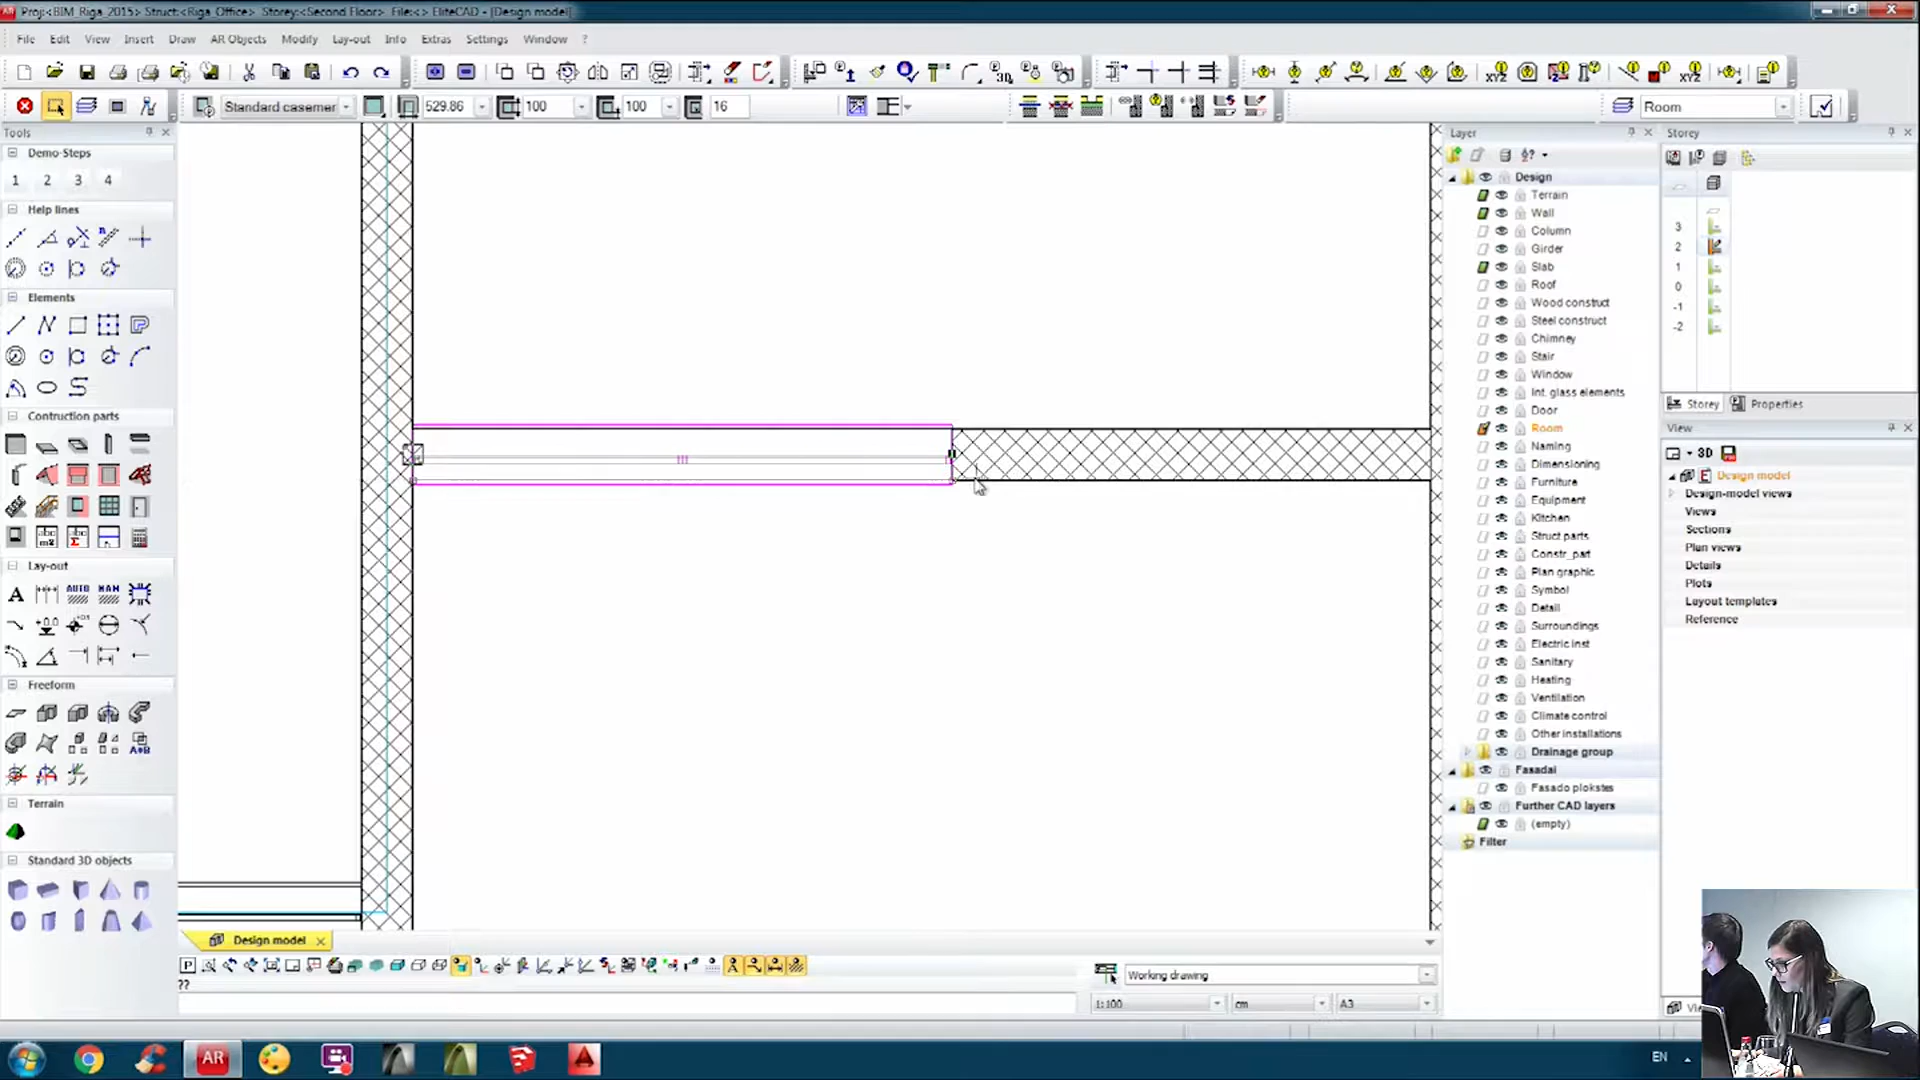 AR Proj:<BIM_Riga_2015> Struct:<Riga_Office> Storey:<Second Floor> File:<> EliteCAD - [Design model]
File Edit View Insert Draw AR Objects Modify Lay-out Info Extras Settings Window ?
Standard casemer 529.86 100 100 16 Room
Tools
Demo-Steps
1 2 3 4
Help lines
Elements
Contruction parts
Lay-out
A AUTO MAN
Freeform
Terrain
Standard 3D objects
Layer
Design
Terrain
Wall
Column
Girder
Slab
Roof
Wood construct
Steel construct
Chimney
Stair
Window
Int. glass elements
Door
Room
Naming
Dimensioning
Furniture
Equipment
Kitchen
Struct parts
Constr_part
Plan graphic
Symbol
Detail
Surroundings
Electric inst
Sanitary
Heating
Ventilation
Climate control
Other installations
Drainage group
Fasadai
Fasado plokstes
Further CAD layers
(empty)
Filter
Storey
3
2
1
0
-1
-2
Storey Properties
View
3D
Design model
Design-model views
Views
Sections
Plan views
Details
Plots
Layout templates
Reference
Design model
??
Working drawing
1:100 cm A3
AR
EN